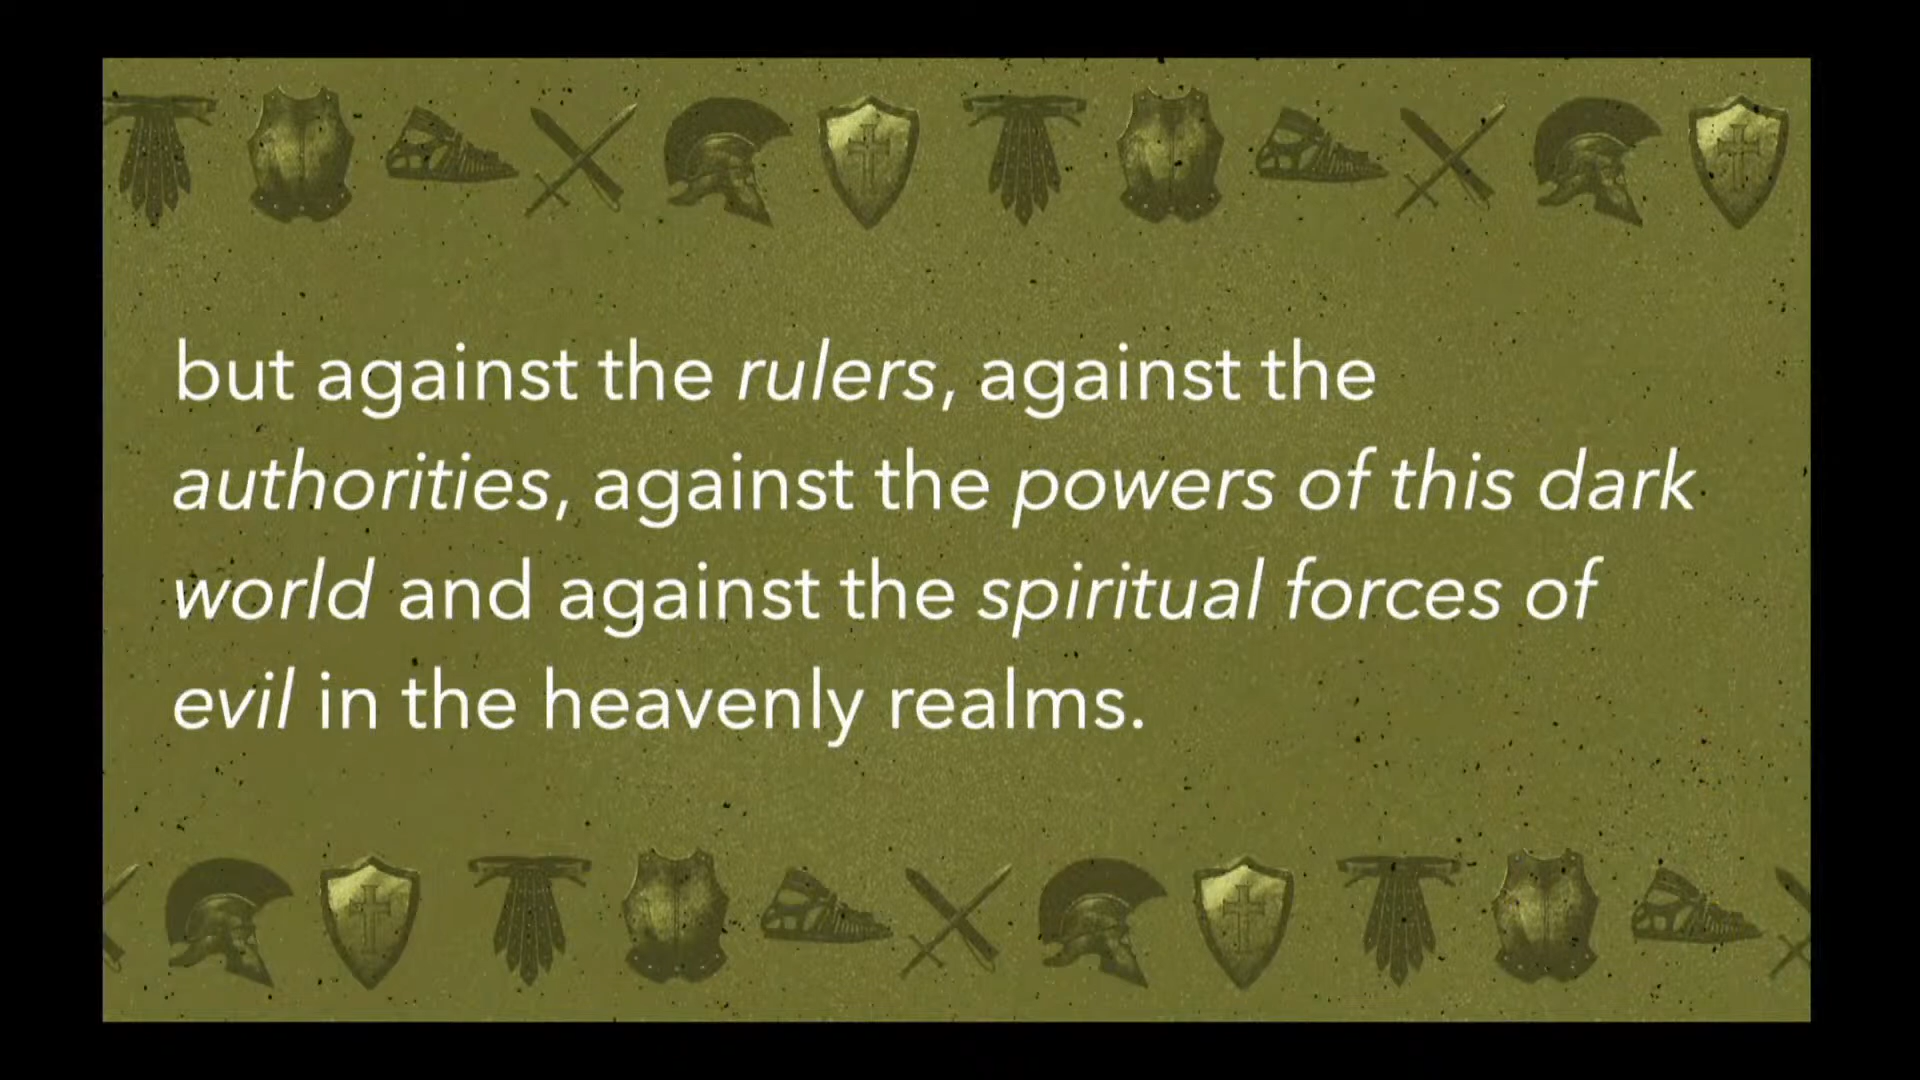 but against the rulers, against the
authorities, against the powers of this dark
world and against the spiritual forces of
evil in the heavenly realms.